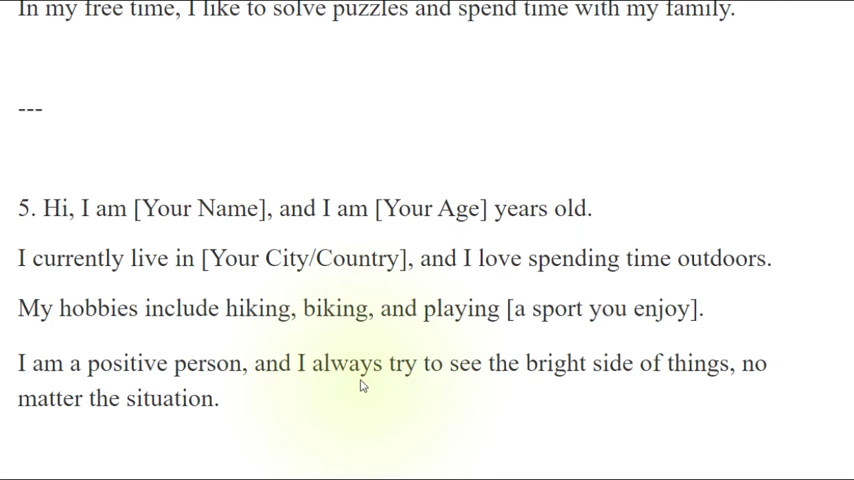 In my free time, I like to solve puzzles and spend time with my family.
---
5. Hi, I am [Your Name], and I am [Your Age] years old.
I currently live in [Your City/Country], and I love spending time outdoors.
My hobbies include hiking, biking, and playing [a sport you enjoy].
I am a positive person, and I always try to see the bright side of things, no
matter the situation.